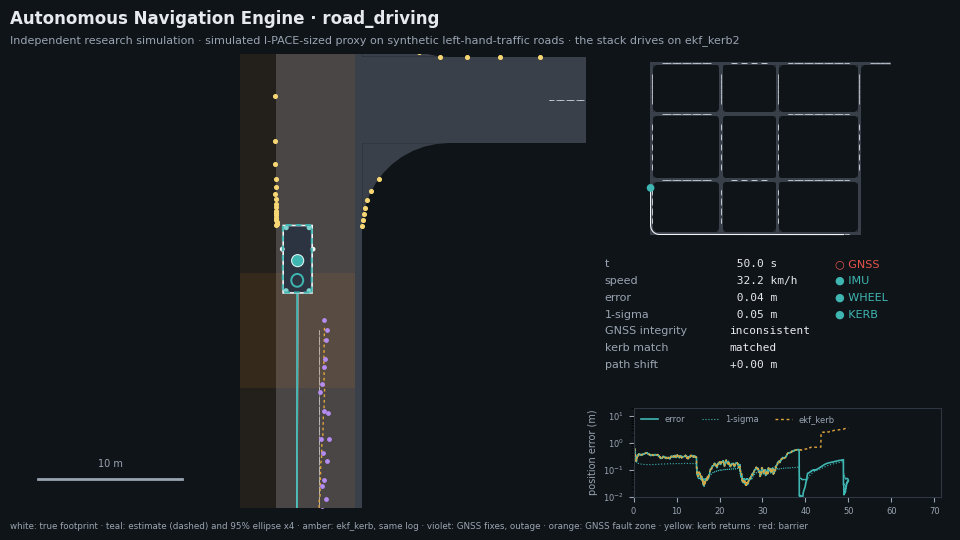 Autonomous Navigation Engine · road_driving
Independent research simulation · simulated I-PACE-sized proxy on synthetic left-hand-traffic roads · the stack drives on ekf_kerb2
10 m
t 50.0 s ○ GNSS
speed 32.2 km/h ● IMU
error 0.04 m ● WHEEL
1-sigma 0.05 m ● KERB
GNSS integrity inconsistent
kerb match matched
path shift +0.00 m
error 1-sigma ekf_kerb
position error (m)
10¹
10⁰
10⁻¹
10⁻²
0 10 20 30 40 50 60 70
white: true footprint · teal: estimate (dashed) and 95% ellipse x4 · amber: ekf_kerb, same log · violet: GNSS fixes, outage · orange: GNSS fault zone · yellow: kerb returns · red: barrier